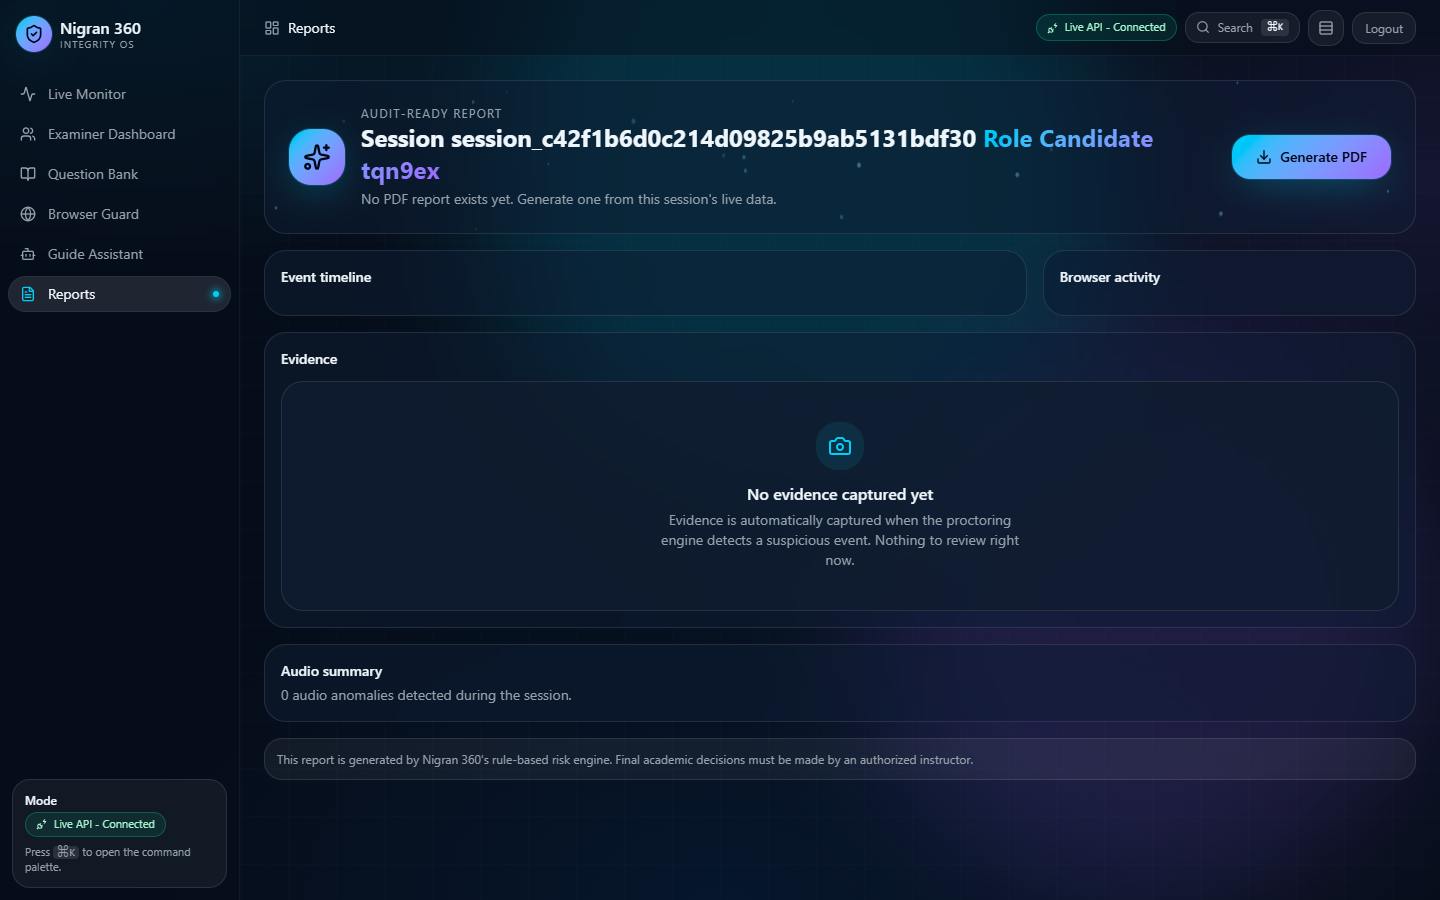 Nigran 360
INTEGRITY OS
Live Monitor
Examiner Dashboard
Question Bank
Browser Guard
Guide Assistant
Reports
Mode
Live API - Connected
Press ⌘K to open the command
palette.
Reports
Live API - Connected
Search ⌘K
Logout
AUDIT-READY REPORT
Session session_c42f1b6d0c214d09825b9ab5131bdf30 Role Candidate
tqn9ex
No PDF report exists yet. Generate one from this session's live data.
Generate PDF
Event timeline
Browser activity
Evidence
No evidence captured yet
Evidence is automatically captured when the proctoring
engine detects a suspicious event. Nothing to review right
now.
Audio summary
0 audio anomalies detected during the session.
This report is generated by Nigran 360's rule-based risk engine. Final academic decisions must be made by an authorized instructor.